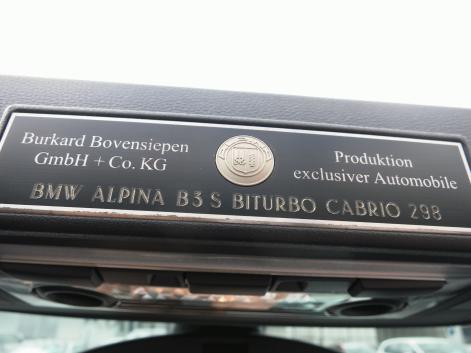 Burkard Bovensiepen
GmbH + Co. KG
Produktion
exclusiver Automobile
BMW ALPINA B3 S BITURBO CABRIO 298